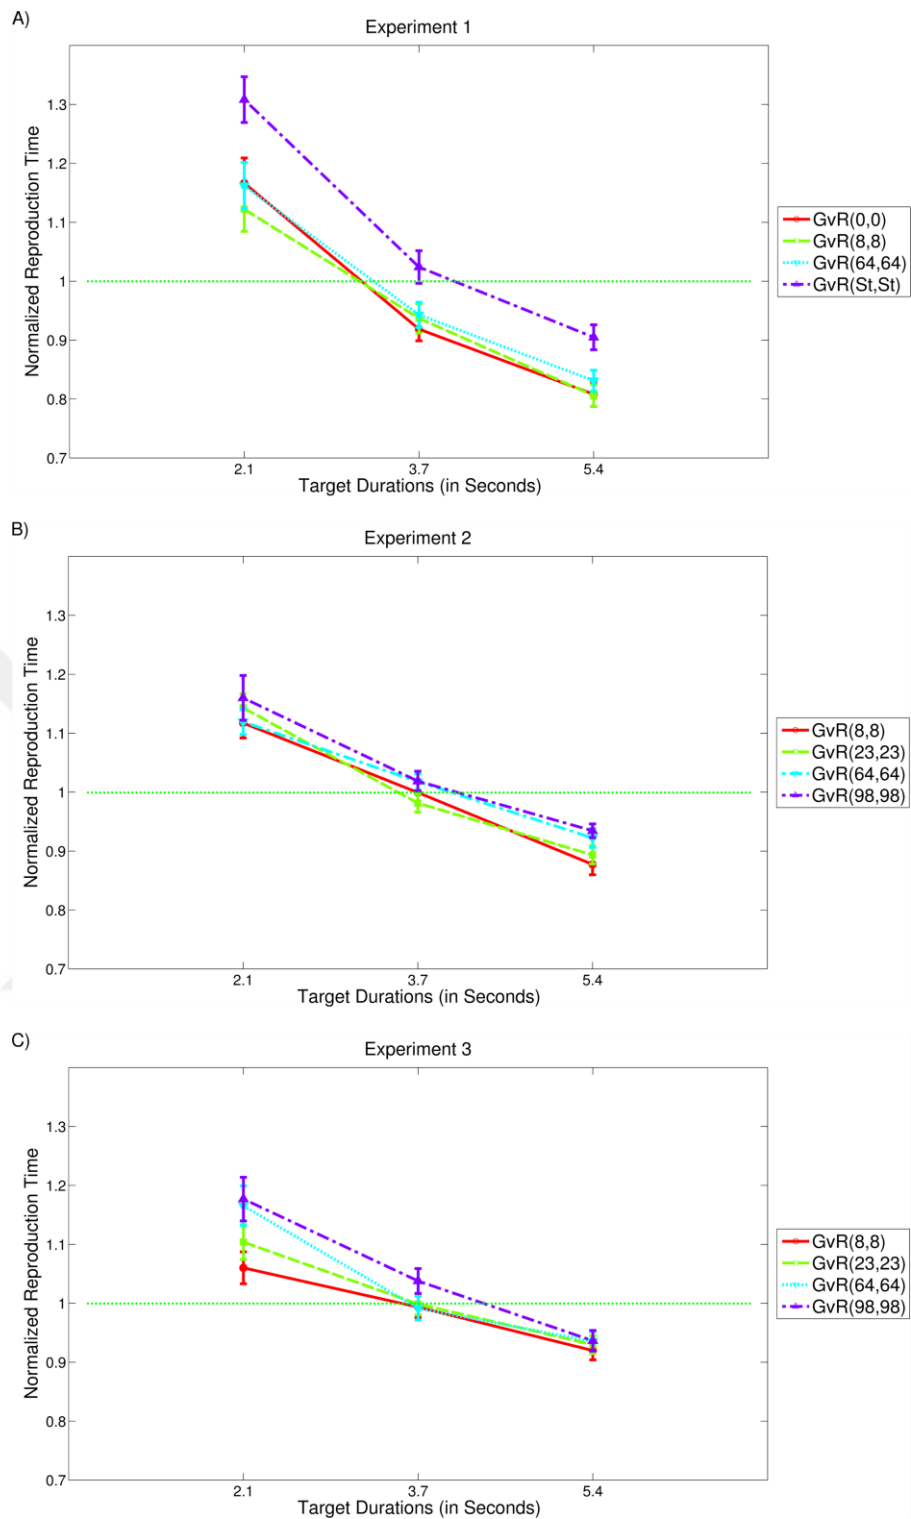 A)
Experiment 1
Normalized Reproduction Time
1.3
1.2
1.1
1
0.9
0.8
0.7
2.1
3.7
5.4
Target Durations (in Seconds)
GvR(0,0)
GvR(8,8)
GvR(64,64)
GvR(St,St)
B)
Experiment 2
Normalized Reproduction Time
1.3
1.2
1.1
1
0.9
0.8
0.7
2.1
3.7
5.4
Target Durations (in Seconds)
GvR(8,8)
GvR(23,23)
GvR(64,64)
GvR(98,98)
C)
Experiment 3
Normalized Reproduction Time
1.3
1.2
1.1
1
0.9
0.8
0.7
2.1
3.7
5.4
Target Durations (in Seconds)
GvR(8,8)
GvR(23,23)
GvR(64,64)
GvR(98,98)